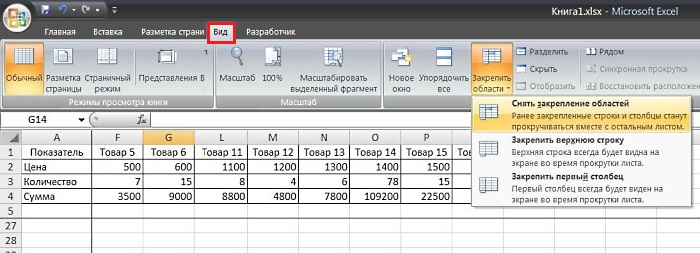 Книга1.xlsx - Microsoft Excel
Главная Вставка Разметка страни Вид Разработчик
Обычный Разметка страницы Страничный режим Представления В
Режимы просмотра книги
Масштаб 100% Масштабировать выделенный фрагмент
Масштаб
Новое окно Упорядочить все Закрепить области
Разделить
Скрыть
Отобразить
Рядом
Синхронная прокрутка
Восстановить расположени
Снять закрепление областей
Ранее закрепленные строки и столбцы станут
прокручиваться вместе с остальным листом.
Закрепить верхнюю строку
Верхняя строка всегда будет видна на
экране во время прокрутки листа.
Закрепить первый столбец
Первый столбец всегда будет виден на
экране во время прокрутки листа.
G14 fx
A F G L M N O P
1 Показатель Товар 5 Товар 6 Товар 11 Товар 12 Товар 13 Товар 14 Товар 15
2 Цена 500 600 1100 1200 1300 1400 1500
3 Количество 7 15 8 4 6 78 15
4 Сумма 3500 9000 8800 4800 7800 109200 22500
5
27
28